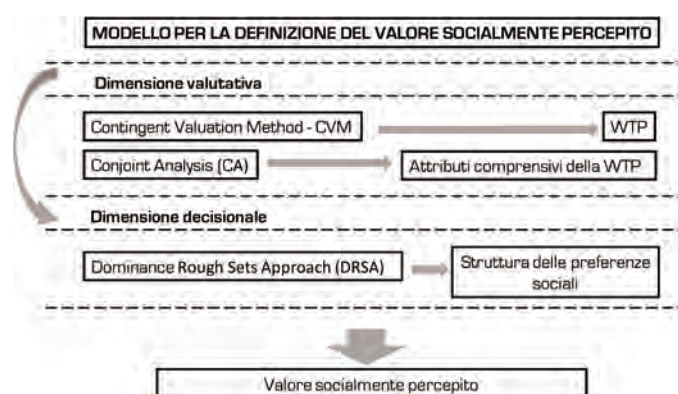 MODELLO PER LA DEFINIZIONE DEL VALORE SOCIALMENTE PERCEPITO
Dimensione valutativa
Contingent Valuation Method - CVM
WTP
Conjoint Analysis (CA)
Attributi comprensivi della WTP
Dimensione decisionale
Dominance Rough Sets Approach (DRSA)
Struttura delle preferenze
sociali
Valore socialmente percepito